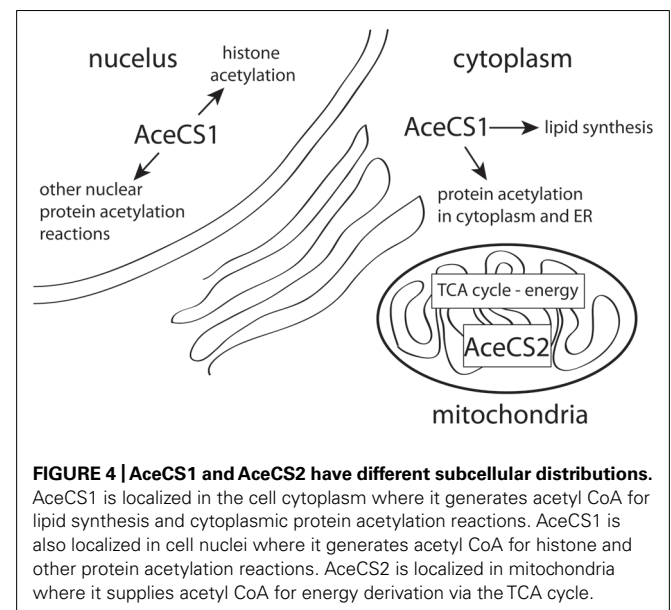 nucelus
histone
acetylation
AceCS1
other nuclear
protein acetylation
reactions
cytoplasm
AceCS1
lipid synthesis
protein acetylation
in cytoplasm and ER
TCA cycle - energy
AceCS2
mitochondria
FIGURE 4 | AceCS1 and AceCS2 have different subcellular distributions.
AceCS1 is localized in the cell cytoplasm where it generates acetyl CoA for
lipid synthesis and cytoplasmic protein acetylation reactions. AceCS1 is
also localized in cell nuclei where it generates acetyl CoA for histone and
other protein acetylation reactions. AceCS2 is localized in mitochondria
where it supplies acetyl CoA for energy derivation via the TCA cycle.